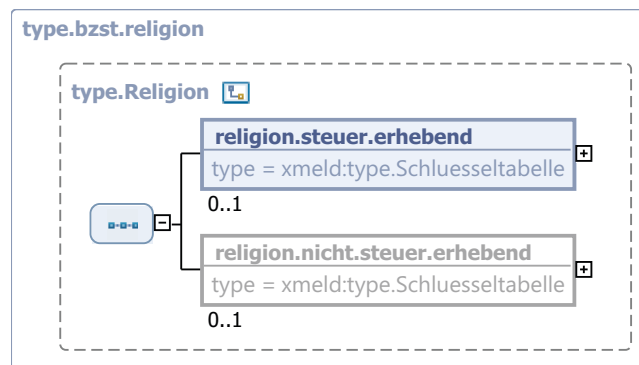 type.bzst.religion
type.Religion
religion.steuer.erhebend
type = xmeld:type.Schluesseltabelle
0..1
religion.nicht.steuer.erhebend
type = xmeld:type.Schluesseltabelle
0..1